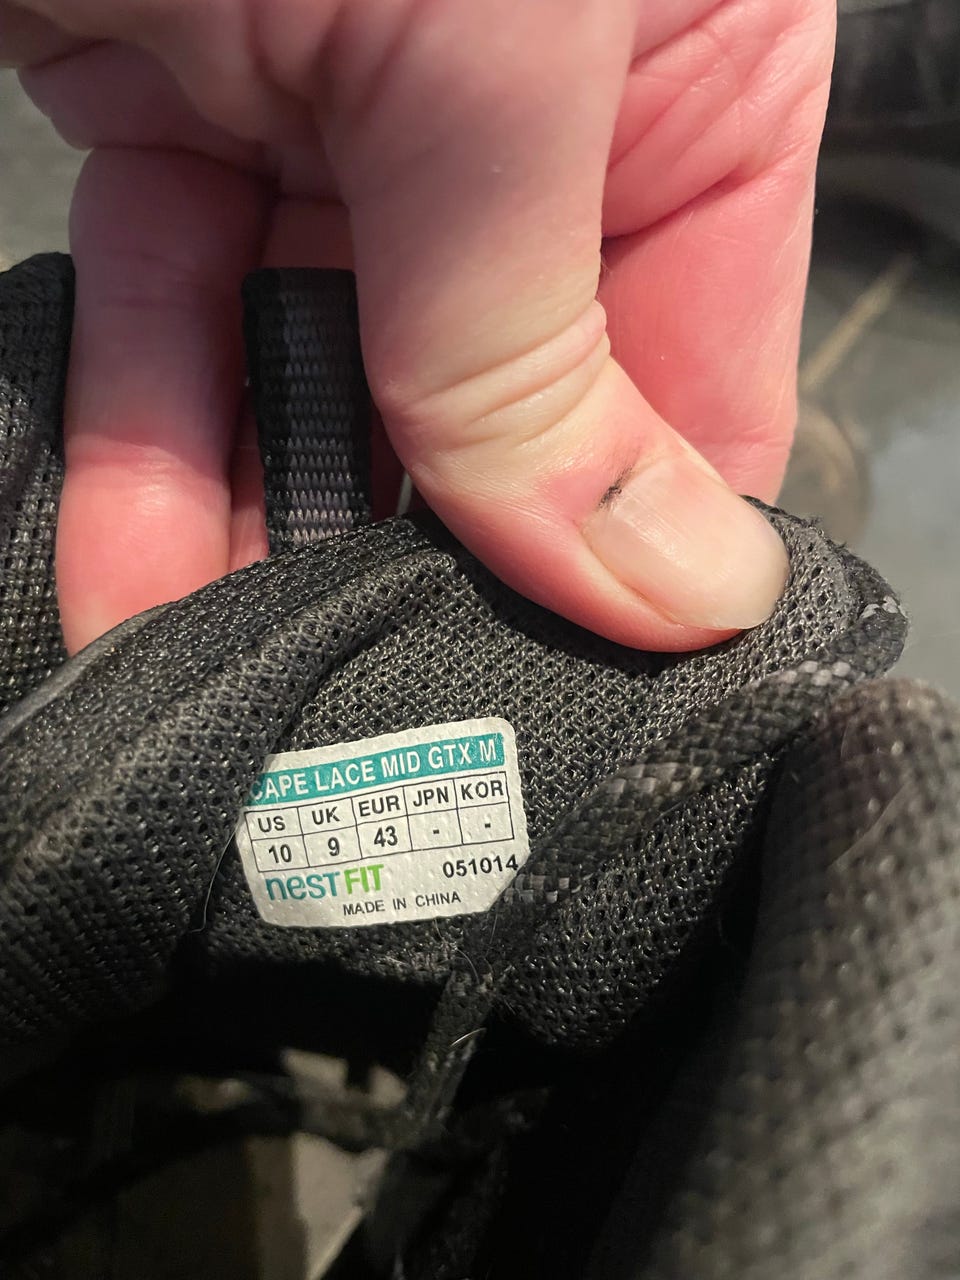 CAPE LACE MID GTX M
US UK EUR JPN KOR
10 9 43 - -
nESTFIT 051014
MADE IN CHINA